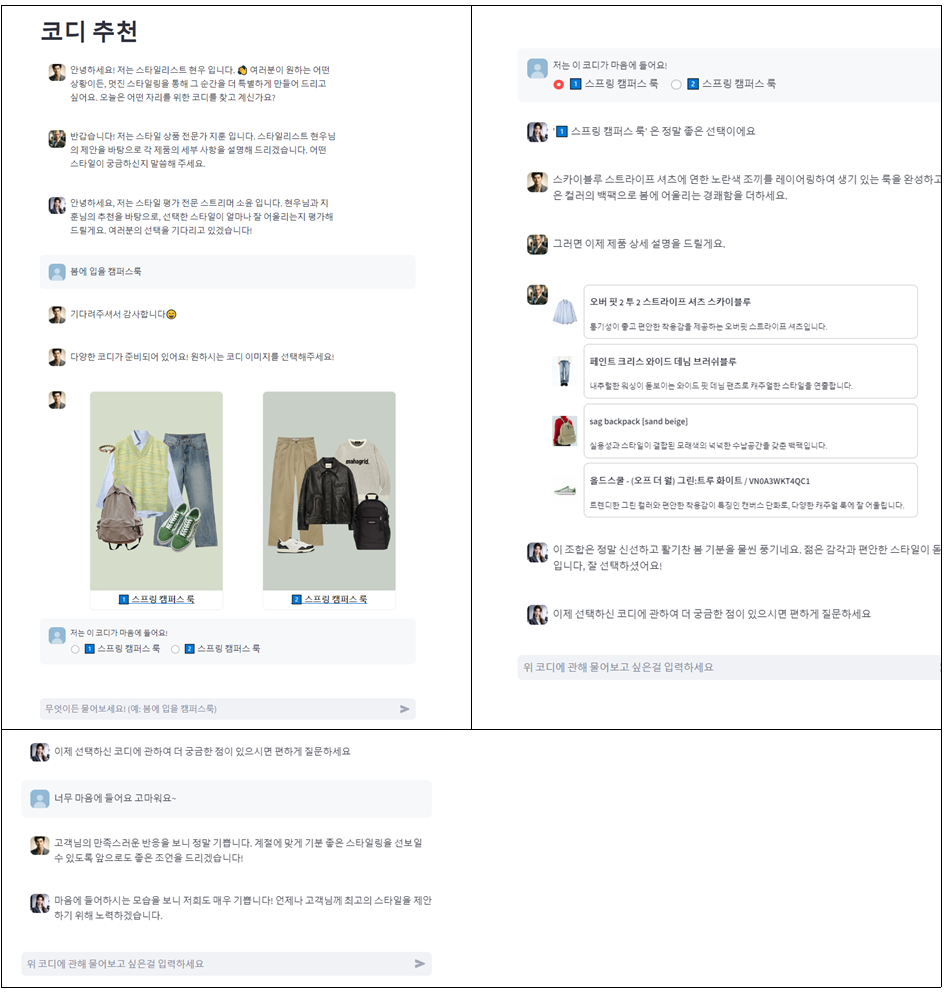 코디 추천
안녕하세요! 저는 스타일리스트 현우 입니다. 👋 여러분이 원하는 어떤
상황이든, 멋진 스타일링을 통해 그 순간을 더 특별하게 만들어 드리고
싶어요. 오늘은 어떤 자리를 위한 코디를 찾고 계신가요?
반갑습니다! 저는 스타일 상품 전문가 지훈 입니다. 스타일리스트 현우님
의 제안을 바탕으로 각 제품의 세부 사항을 설명해 드리겠습니다. 어떤
스타일이 궁금하신지 말씀해 주세요.
안녕하세요, 저는 스타일 평가 전문 스트리머 소윤 입니다. 현우님과 지
훈님의 추천을 바탕으로, 선택한 스타일이 얼마나 잘 어울리는지 평가해
드릴게요. 여러분의 선택을 기다리고 있겠습니다!
봄에 입을 캠퍼스룩
기다려주셔서 감사합니다😄
다양한 코디가 준비되어 있어요! 원하시는 코디 이미지를 선택해주세요!
mahagrid.
1 스프링 캠퍼스 룩
2 스프링 캠퍼스 룩
저는 이 코디가 마음에 들어요!
1 스프링 캠퍼스 룩 2 스프링 캠퍼스 룩
무엇이든 물어보세요! (예: 봄에 입을 캠퍼스룩)
저는 이 코디가 마음에 들어요!
1 스프링 캠퍼스 룩 2 스프링 캠퍼스 룩
'1 스프링 캠퍼스 룩' 은 정말 좋은 선택이에요
스카이블루 스트라이프 셔츠에 연한 노란색 조끼를 레이어링하여 생기 있는 룩을 완성하고
은 컬러의 백팩으로 봄에 어울리는 경쾌함을 더하세요.
그러면 이제 제품 상세 설명을 드릴게요.
오버 핏 2 투 2 스트라이프 셔츠 스카이블루
통기성이 좋고 편안한 착용감을 제공하는 오버핏 스트라이프 셔츠입니다.
페인트 크리스 와이드 데님 브러쉬블루
내추럴한 워싱이 돋보이는 와이드 핏 데님 팬츠로 캐주얼한 스타일을 연출합니다.
sag backpack [sand beige]
실용성과 스타일이 결합된 모래색의 넉넉한 수납공간을 갖춘 백팩입니다.
올드스쿨 - (오프 더 월) 그린:트루 화이트 / VN0A3WKT4QC1
트렌디한 그린 컬러와 편안한 착용감이 특징인 캔버스 단화로, 다양한 캐주얼 룩에 잘 어울립니다.
이 조합은 정말 신선하고 활기찬 봄 기분을 물씬 풍기네요. 젊은 감각과 편안한 스타일이 돋
입니다, 잘 선택하셨어요!
이제 선택하신 코디에 관하여 더 궁금한 점이 있으시면 편하게 질문하세요
위 코디에 관해 물어보고 싶은걸 입력하세요
이제 선택하신 코디에 관하여 더 궁금한 점이 있으시면 편하게 질문하세요
너무 마음에 들어요 고마워요~
고객님의 만족스러운 반응을 보니 정말 기쁩니다. 계절에 맞게 기분 좋은 스타일링을 선보일
수 있도록 앞으로도 좋은 조언을 드리겠습니다!
마음에 들어하시는 모습을 보니 저희도 매우 기쁩니다! 언제나 고객님께 최고의 스타일을 제안
하기 위해 노력하겠습니다.
위 코디에 관해 물어보고 싶은걸 입력하세요